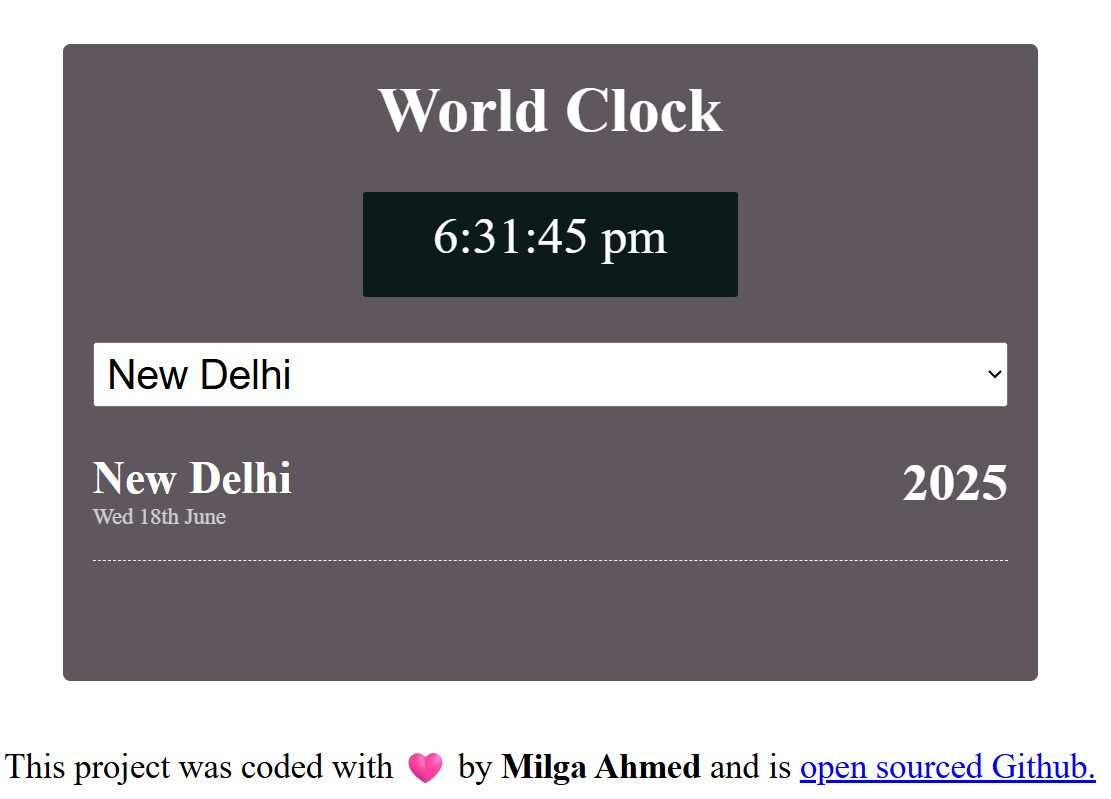 World Clock
6:31:45 pm
New Delhi
New Delhi
2025
Wed 18th June
This project was coded with 💗 by Milga Ahmed and is open sourced Github.